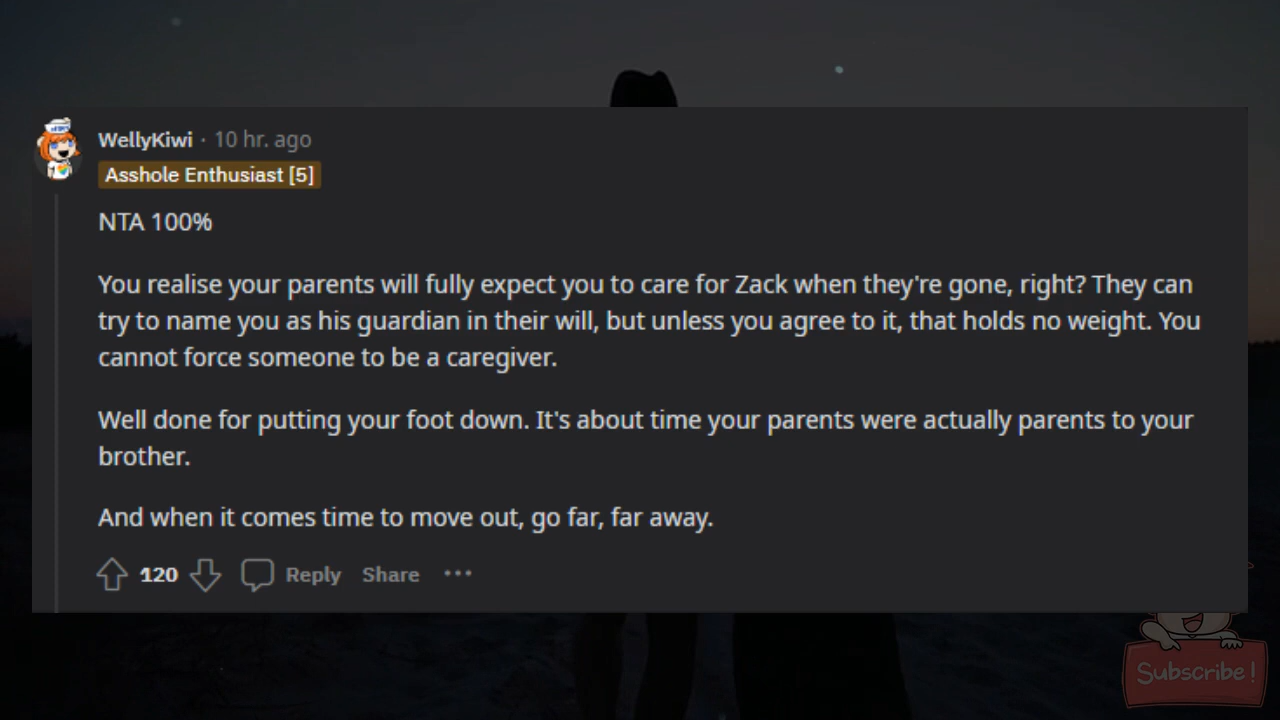 WellyKiwi · 10 hr. ago
Asshole Enthusiast [5]
NTA 100%
You realise your parents will fully expect you to care for Zack when they're gone, right? They can
try to name you as his guardian in their will, but unless you agree to it, that holds no weight. You
cannot force someone to be a caregiver.
Well done for putting your foot down. It's about time your parents were actually parents to your
brother.
And when it comes time to move out, go far, far away.
120 Reply Share ···
Subscribe!